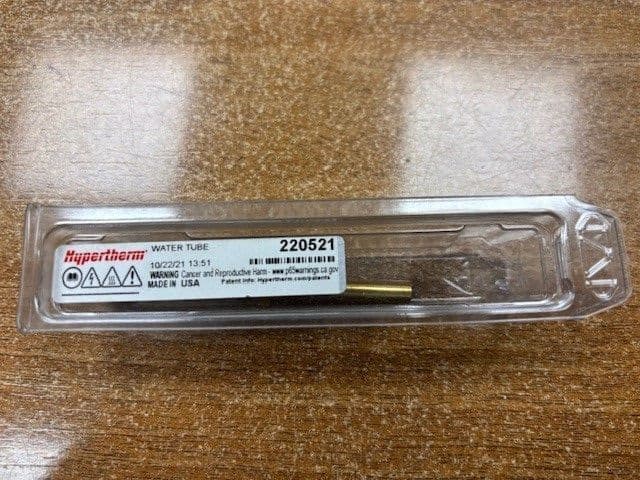 Hypertherm®
WATER TUBE
220521
10/22/21 13:51
WARNING Cancer and Reproductive Harm - www.p65warnings.ca.gov
MADE IN USA
Patent info: Hypertherm.com/patents